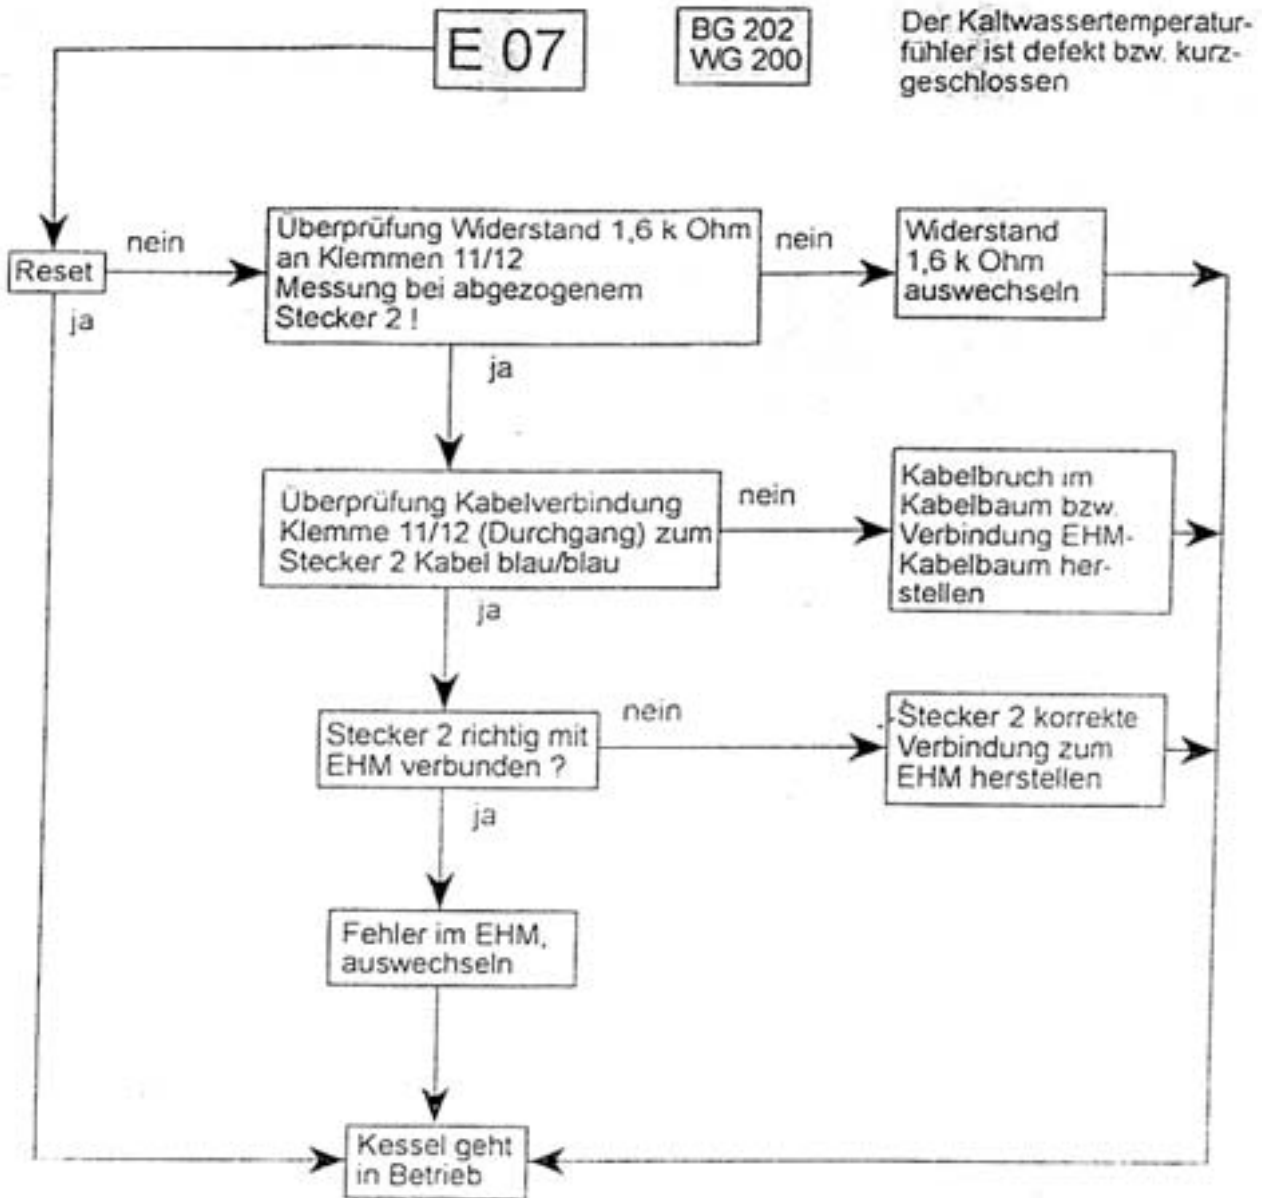 E 07
BG 202
WG 200
Der Kaltwassertemperatur-
fühler ist defekt bzw. kurz-
geschlossen
Reset
nein
ja
Überprüfung Widerstand 1,6 k Ohm
an Klemmen 11/12
Messung bei abgezogenem
Stecker 2 !
nein
Widerstand
1,6 k Ohm
auswechseln
ja
Überprüfung Kabelverbindung
Klemme 11/12 (Durchgang) zum
Stecker 2 Kabel blau/blau
nein
Kabelbruch im
Kabelbaum bzw.
Verbindung EHM-
Kabelbaum her-
stellen
ja
Stecker 2 richtig mit
EHM verbunden ?
nein
Stecker 2 korrekte
Verbindung zum
EHM herstellen
ja
Fehler im EHM,
auswechseln
Kessel geht
in Betrieb